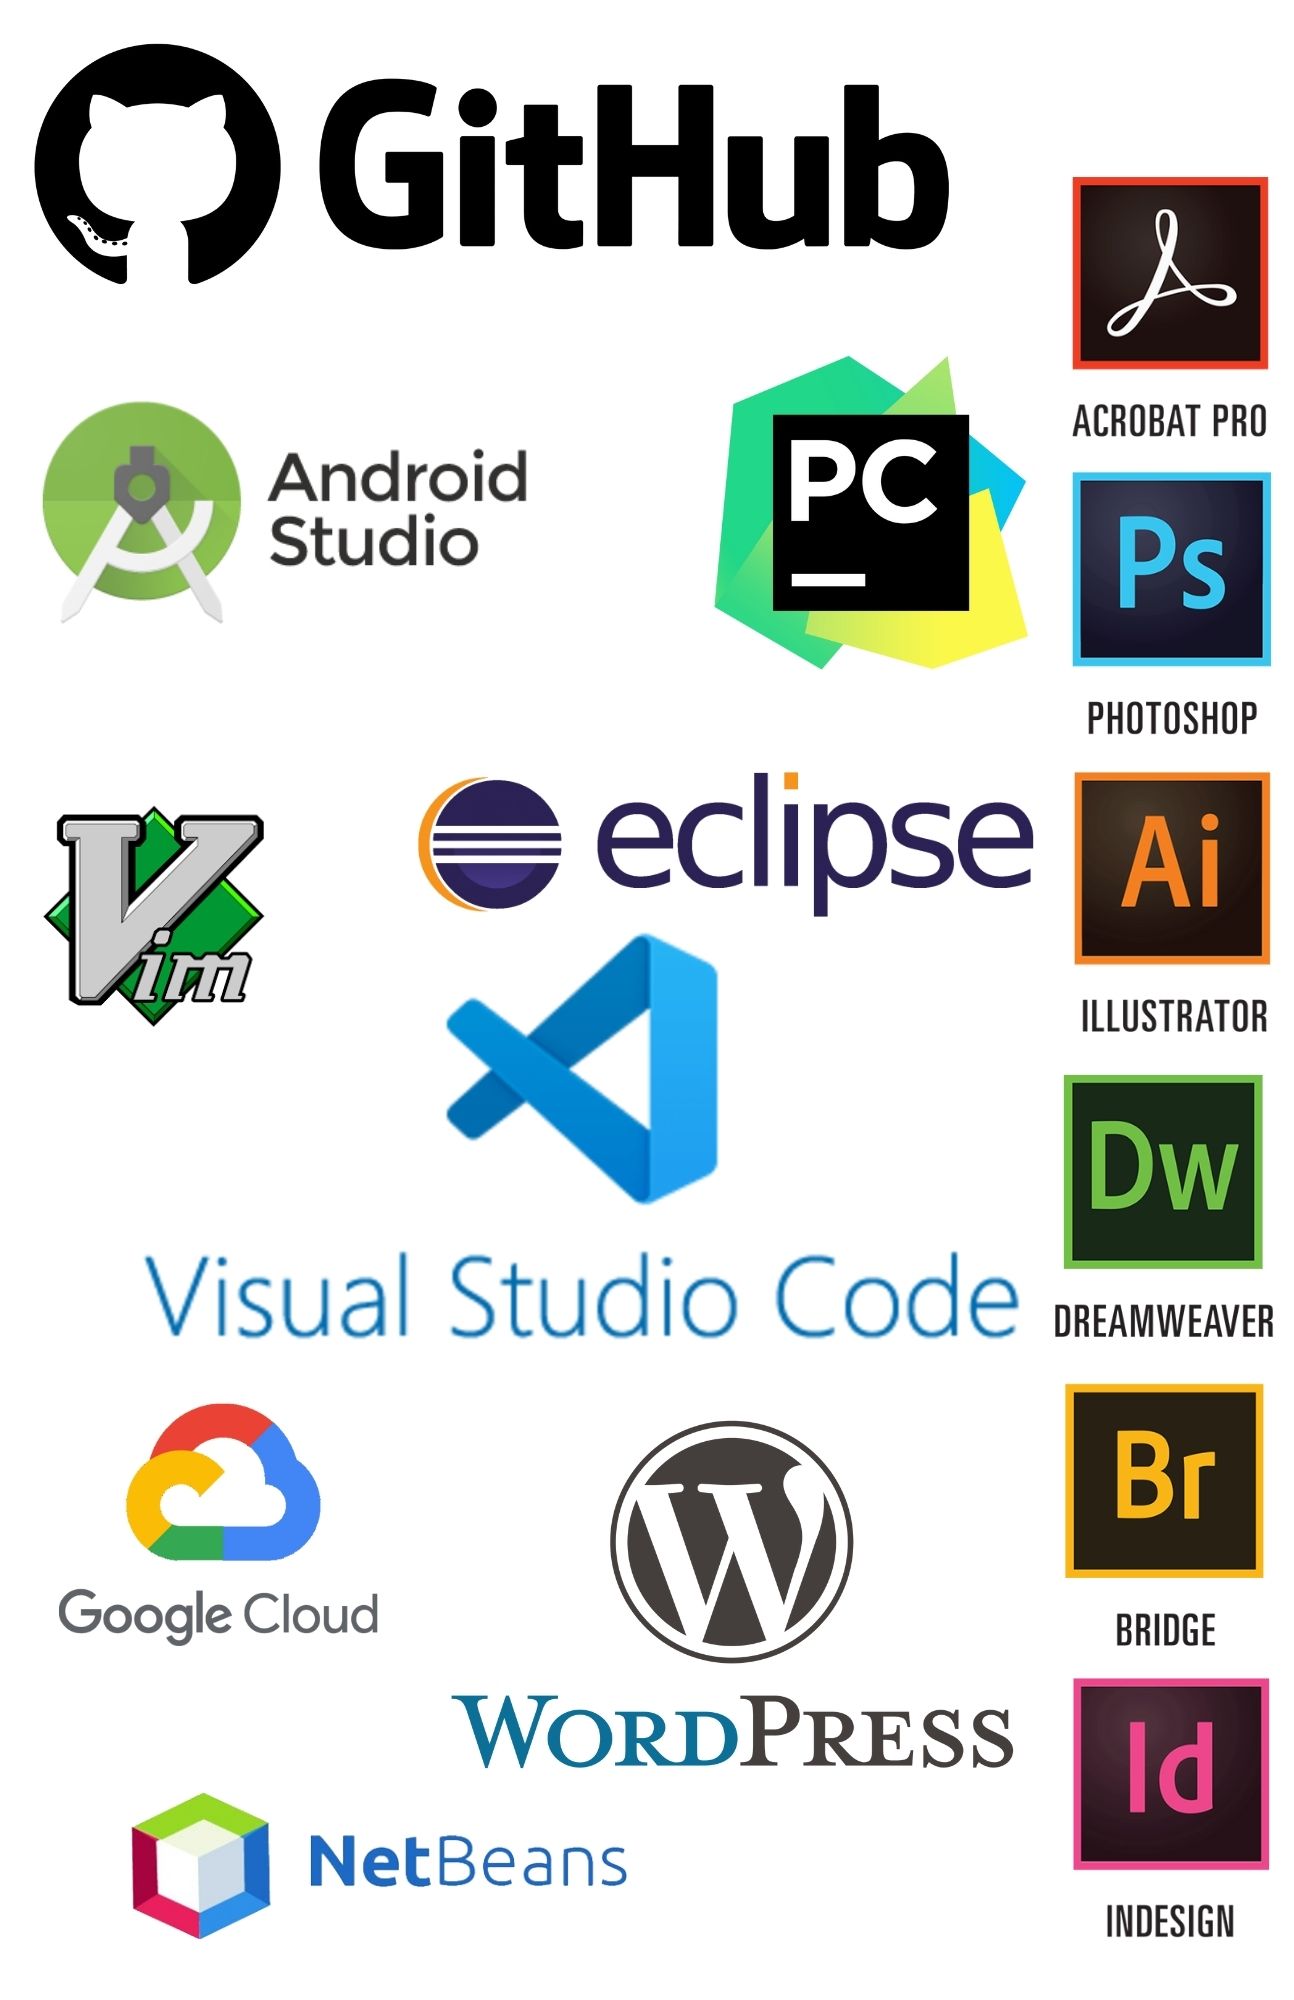 GitHub
Android
Studio
PC
Vim
eclipse
Visual Studio Code
Google Cloud
WORDPRESS
NetBeans
ACROBAT PRO
Ps
PHOTOSHOP
Ai
ILLUSTRATOR
Dw
DREAMWEAVER
Br
BRIDGE
Id
INDESIGN